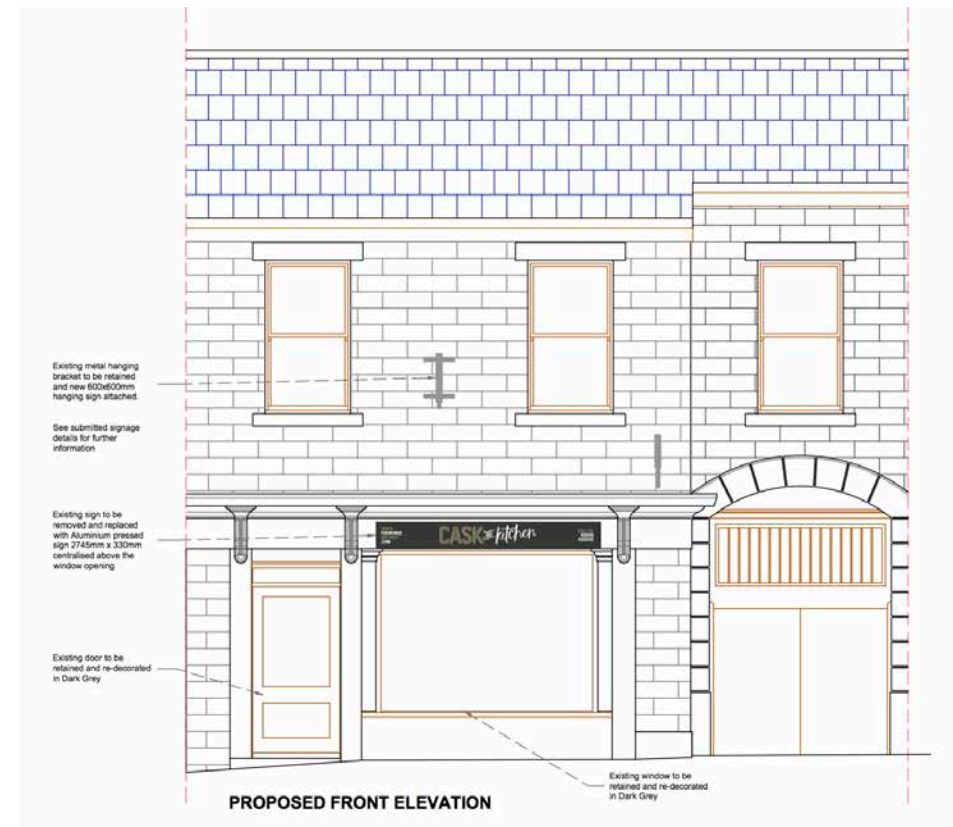 Existing metal hanging
bracket to be retained
and new 600x600mm
hanging sign attached.
See submitted signage
details for further
information
Existing sign to be
removed and replaced
with Aluminium pressed
sign 2745mm x 330mm
centralised above the
window opening
CASK kitchen
Existing door to be
retained and re-decorated
in Dark Grey
Existing window to be
retained and re-decorated
in Dark Grey
PROPOSED FRONT ELEVATION